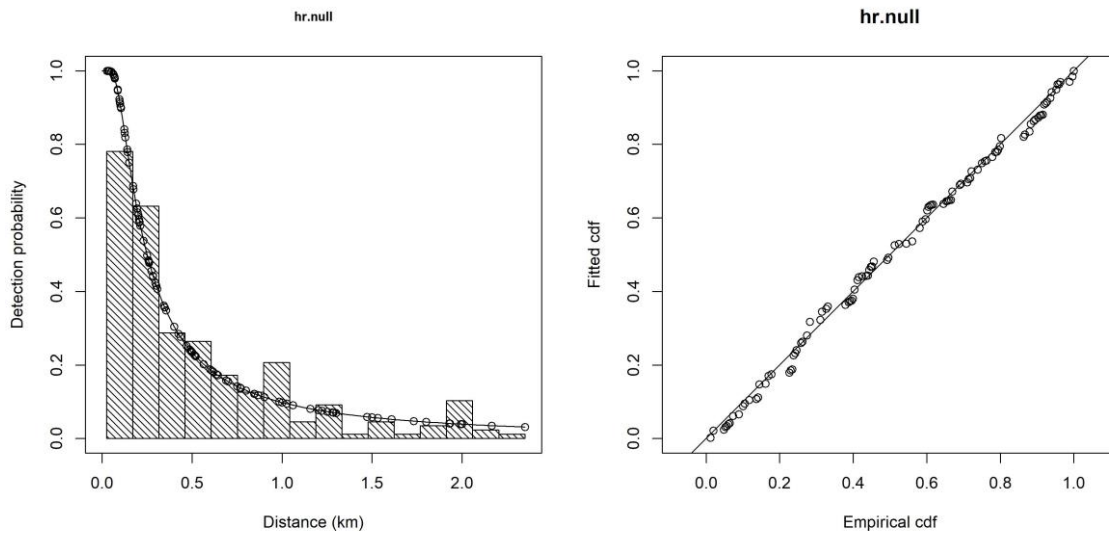 hr.null
Detection probability
1.0
0.8
0.6
0.4
0.2
0.0
0.0 0.5 1.0 1.5 2.0
Distance (km)
hr.null
Fitted cdf
1.0
0.8
0.6
0.4
0.2
0.0
0.0 0.2 0.4 0.6 0.8 1.0
Empirical cdf